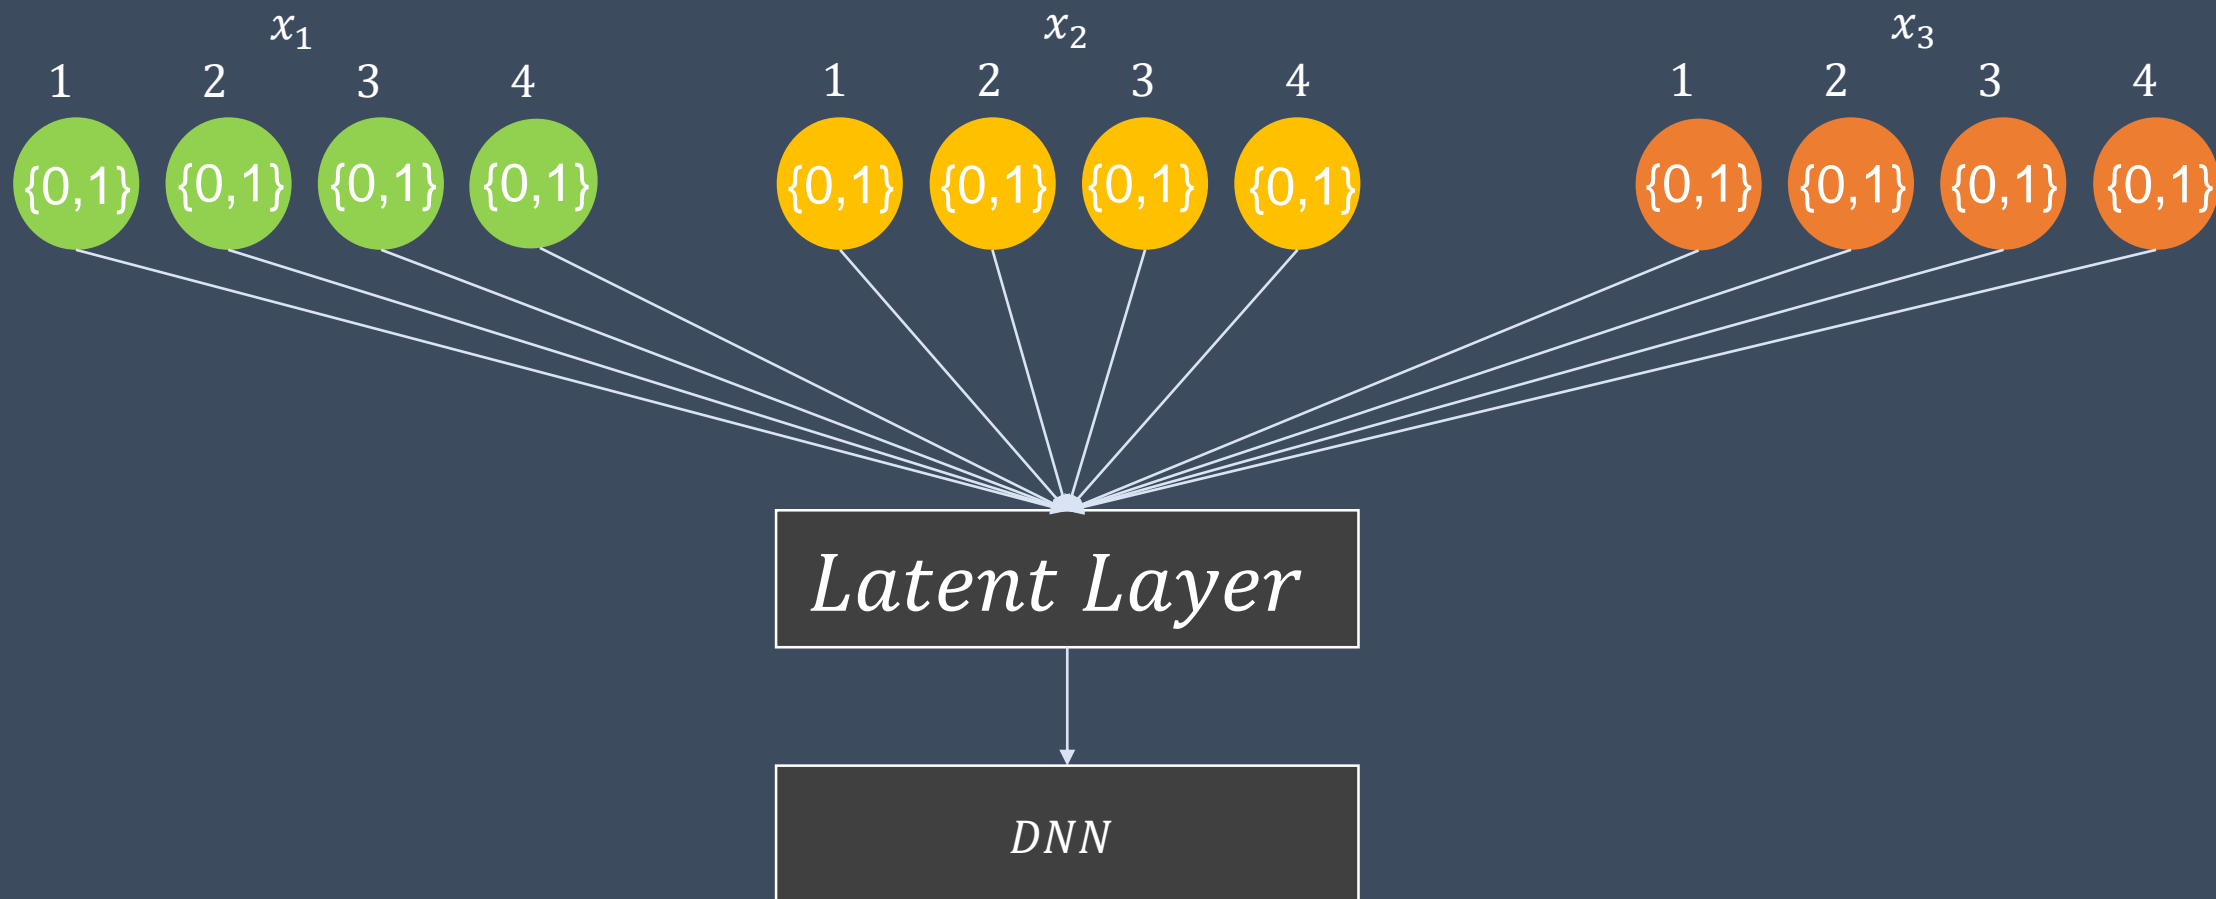 x₁ x₂ x₃
1 2 3 4 1 2 3 4 1 2 3 4
{0,1} {0,1} {0,1} {0,1} {0,1} {0,1} {0,1} {0,1} {0,1} {0,1} {0,1} {0,1}
Latent Layer
DNN